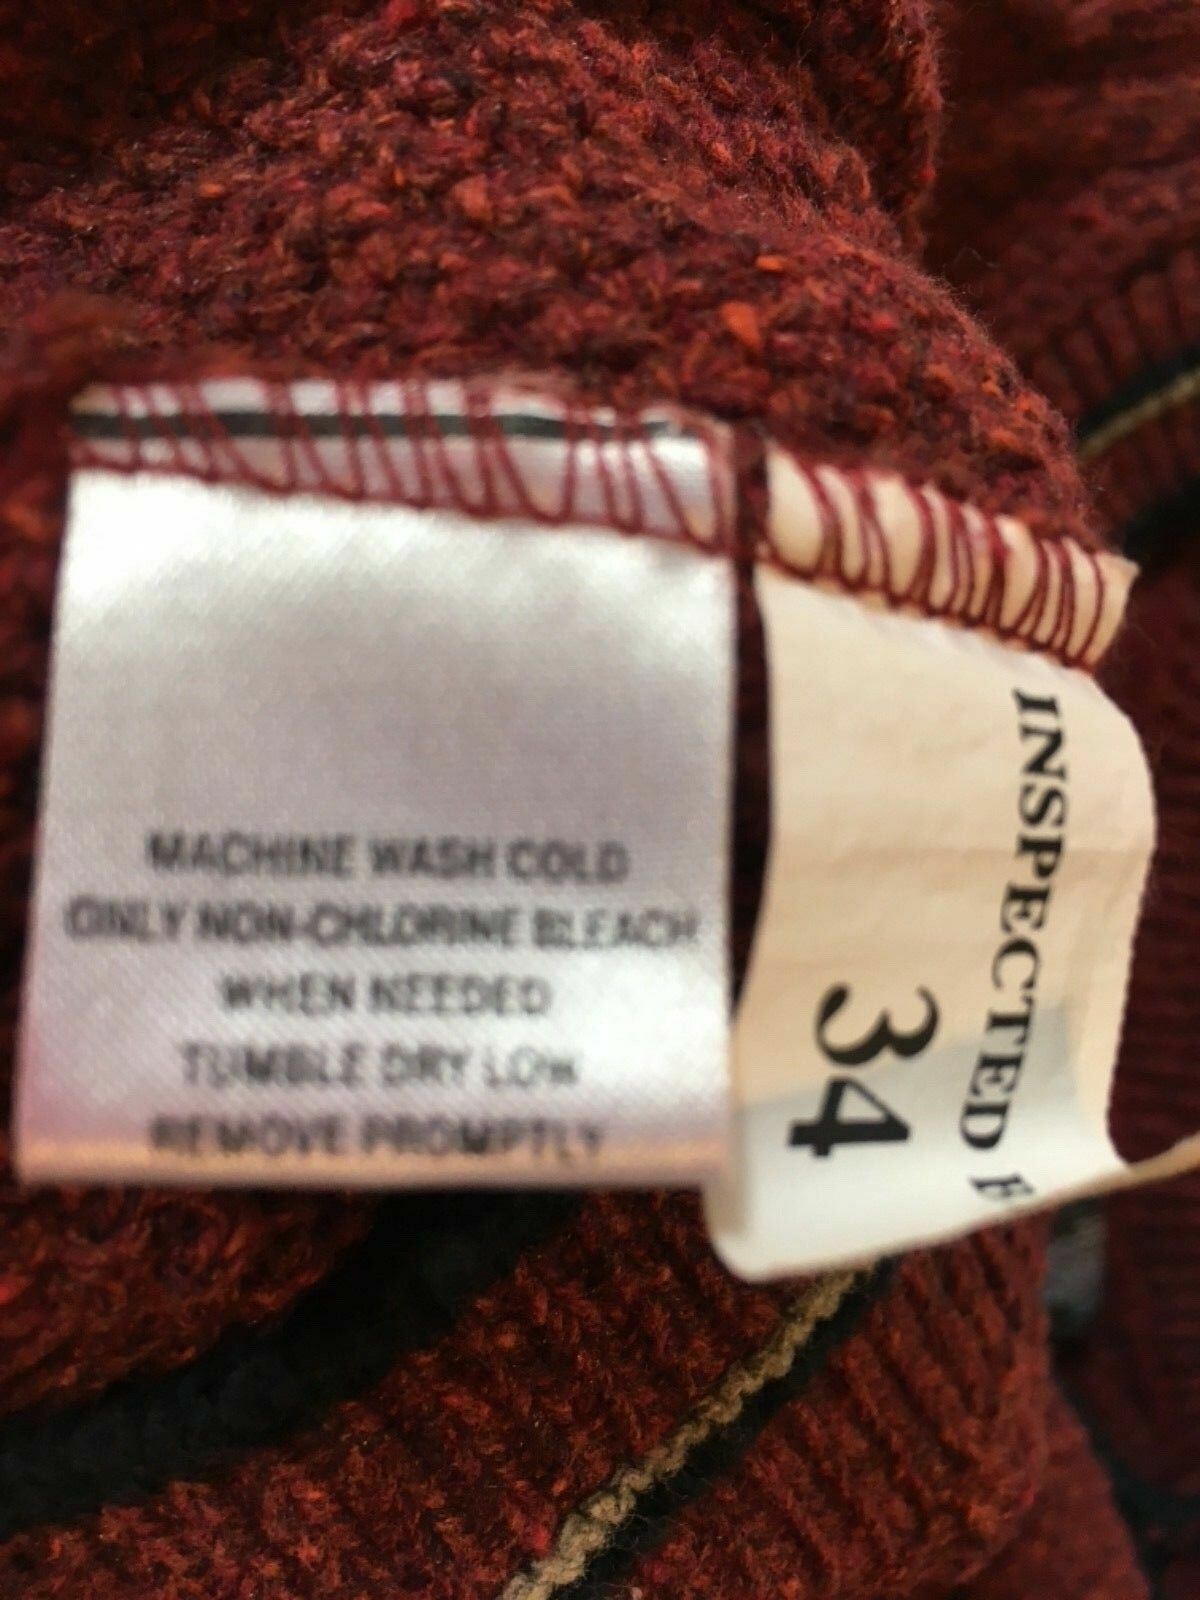 MACHINE WASH COLD
ONLY NON-CHLORINE BLEACH
WHEN NEEDED
TUMBLE DRY LOW
REMOVE PROMPTLY
INSPECTED
34